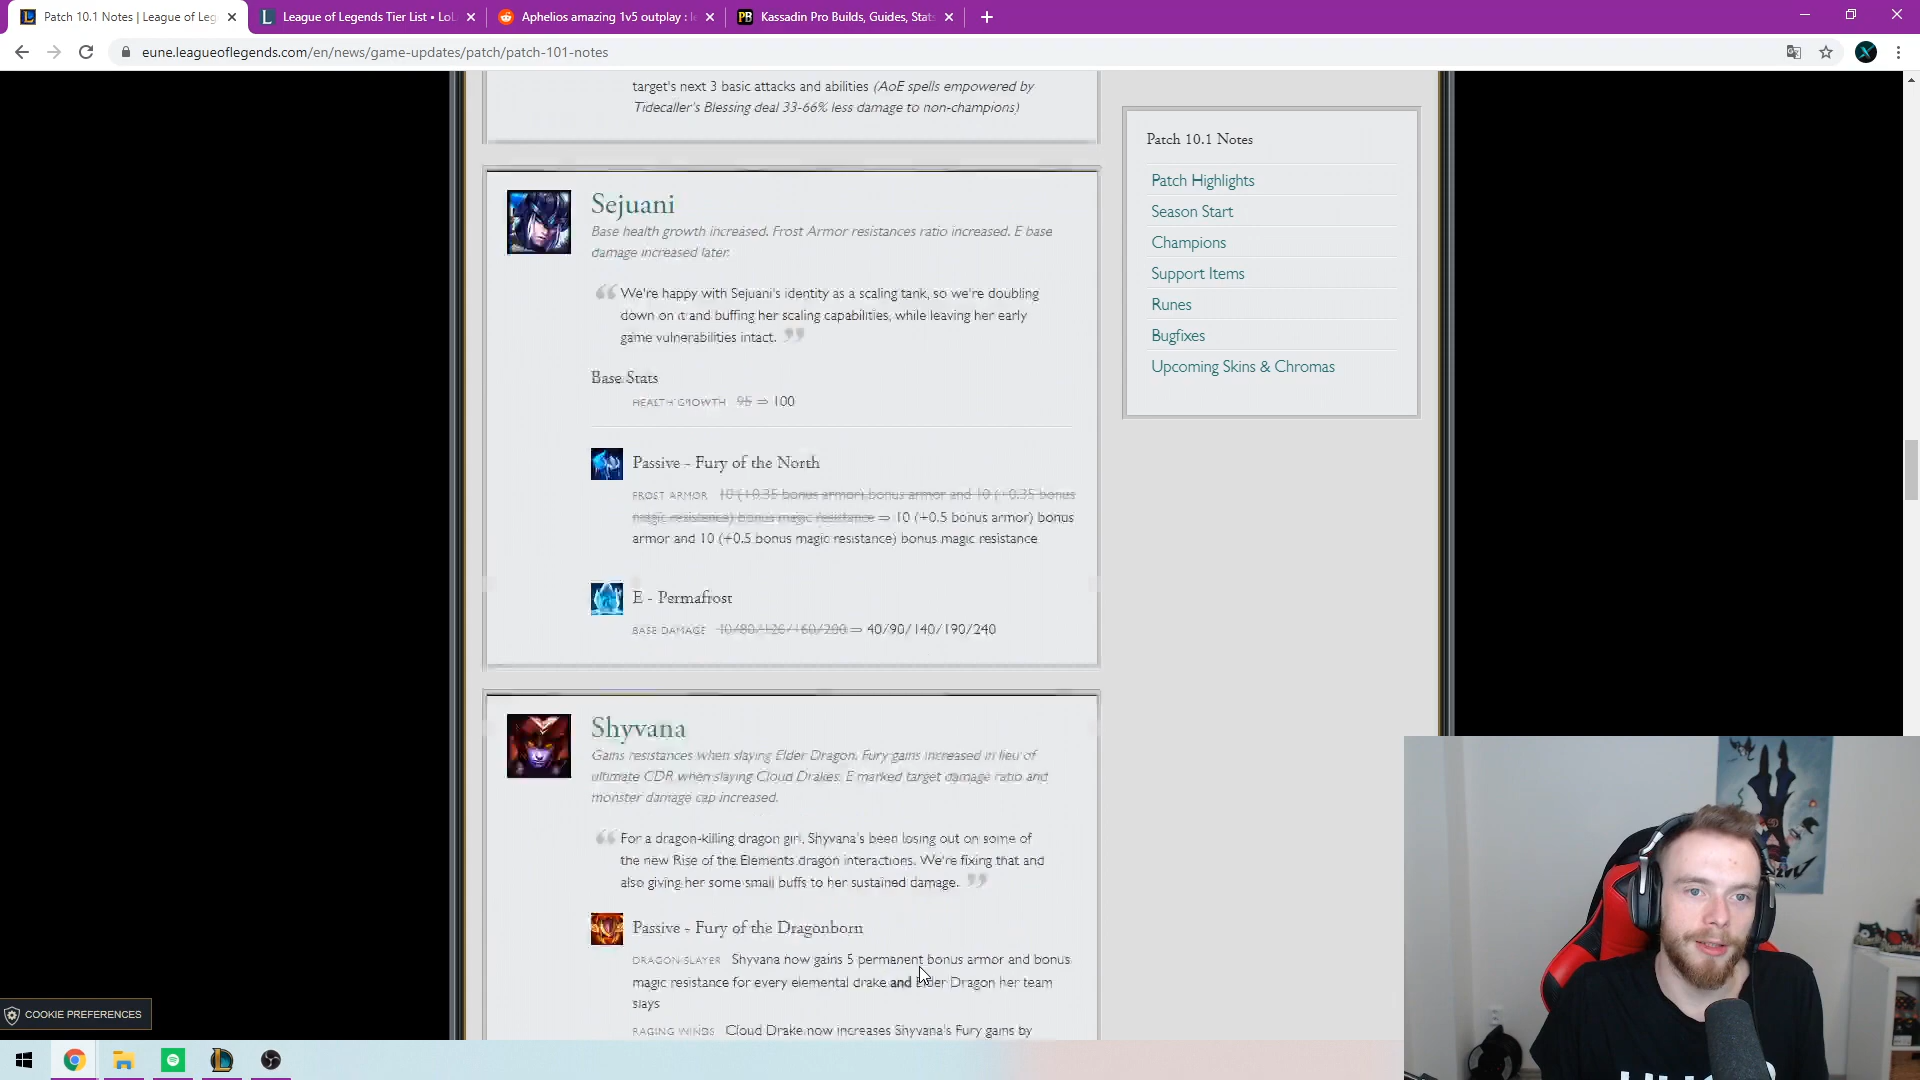 Patch 10.1 Notes | League of Leg
League of Legends Tier List • LoL
Aphelios amazing 1v5 outplay : le
Kassadin Pro Builds, Guides, Stats
eune.leagueoflegends.com/en/news/game-updates/patch/patch-101-notes
target's next 3 basic attacks and abilities (AoE spells empowered by
Tidecaller's Blessing deal 33-66% less damage to non-champions)
Sejuani
Base health growth increased. Frost Armor resistances ratio increased. E base
damage increased later.
We're happy with Sejuani's identity as a scaling tank, so we're doubling
down on it and buffing her scaling capabilities, while leaving her early
game vulnerabilities intact.
Base Stats
HEALTH GROWTH 95 ⇒ 100
Passive - Fury of the North
FROST ARMOR 10 (+0.35 bonus armor) bonus armor and 10 (+0.35 bonus
magic resistance) bonus magic resistance ⇒ 10 (+0.5 bonus armor) bonus
armor and 10 (+0.5 bonus magic resistance) bonus magic resistance
E - Permafrost
BASE DAMAGE ⇒ 40/90/140/190/240
Shyvana
Gains resistances when slaying Elder Dragon. Fury gains increased in lieu of
ultimate CDR when slaying Cloud Drakes. E marked target damage ratio and
monster damage cap increased.
For a dragon-killing dragon girl, Shyvana's been losing out on some of
the new Rise of the Elements dragon interactions. We're fixing that and
also giving her some small buffs to her sustained damage.
Passive - Fury of the Dragonborn
DRAGON SLAYER Shyvana now gains 5 permanent bonus armor and bonus
magic resistance for every elemental drake and Elder Dragon her team
slays
RAGING WINDS Cloud Drake now increases Shyvana's Fury gains by
Patch 10.1 Notes
Patch Highlights
Season Start
Champions
Support Items
Runes
Bugfixes
Upcoming Skins & Chromas
COOKIE PREFERENCES